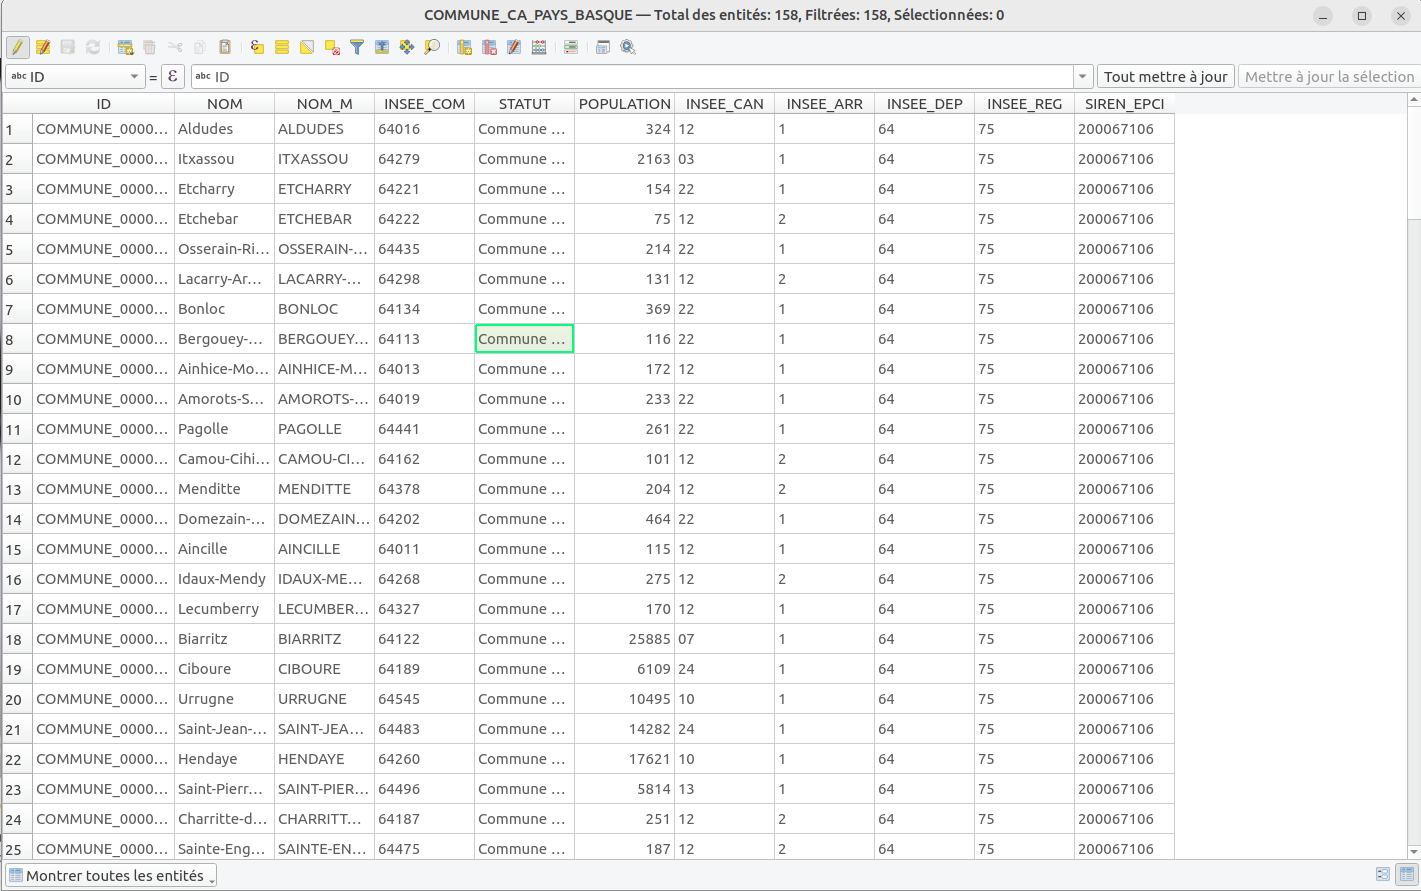 COMMUNE_CA_PAYS_BASQUE — Total des entités: 158, Filtrées: 158, Sélectionnées: 0
abc ID = ε abc ID Tout mettre à jour Mettre à jour la sélection
ID NOM NOM_M INSEE_COM STATUT POPULATION INSEE_CAN INSEE_ARR INSEE_DEP INSEE_REG SIREN_EPCI
1 COMMUNE_0000... Aldudes ALDUDES 64016 Commune ... 324 12 1 64 75 200067106
2 COMMUNE_0000... Itxassou ITXASSOU 64279 Commune ... 2163 03 1 64 75 200067106
3 COMMUNE_0000... Etcharry ETCHARRY 64221 Commune ... 154 22 1 64 75 200067106
4 COMMUNE_0000... Etchebar ETCHEBAR 64222 Commune ... 75 12 2 64 75 200067106
5 COMMUNE_0000... Osserain-Ri... OSSERAIN-... 64435 Commune ... 214 22 1 64 75 200067106
6 COMMUNE_0000... Lacarry-Ar... LACARRY-... 64298 Commune ... 131 12 2 64 75 200067106
7 COMMUNE_0000... Bonloc BONLOC 64134 Commune ... 369 22 1 64 75 200067106
8 COMMUNE_0000... Bergouey-... BERGOUEY... 64113 Commune ... 116 22 1 64 75 200067106
9 COMMUNE_0000... Ainhice-Mo... AINHICE-M... 64013 Commune ... 172 12 1 64 75 200067106
10 COMMUNE_0000... Amorots-S... AMOROTS-... 64019 Commune ... 233 22 1 64 75 200067106
11 COMMUNE_0000... Pagolle PAGOLLE 64441 Commune ... 261 22 1 64 75 200067106
12 COMMUNE_0000... Camou-Cihi... CAMOU-CI... 64162 Commune ... 101 12 2 64 75 200067106
13 COMMUNE_0000... Menditte MENDITTE 64378 Commune ... 204 12 2 64 75 200067106
14 COMMUNE_0000... Domezain-... DOMEZAIN... 64202 Commune ... 464 22 1 64 75 200067106
15 COMMUNE_0000... Aincille AINCILLE 64011 Commune ... 115 12 1 64 75 200067106
16 COMMUNE_0000... Idaux-Mendy IDAUX-ME... 64268 Commune ... 275 12 2 64 75 200067106
17 COMMUNE_0000... Lecumberry LECUMBER... 64327 Commune ... 170 12 1 64 75 200067106
18 COMMUNE_0000... Biarritz BIARRITZ 64122 Commune ... 25885 07 1 64 75 200067106
19 COMMUNE_0000... Ciboure CIBOURE 64189 Commune ... 6109 24 1 64 75 200067106
20 COMMUNE_0000... Urrugne URRUGNE 64545 Commune ... 10495 10 1 64 75 200067106
21 COMMUNE_0000... Saint-Jean-... SAINT-JEA... 64483 Commune ... 14282 24 1 64 75 200067106
22 COMMUNE_0000... Hendaye HENDAYE 64260 Commune ... 17621 10 1 64 75 200067106
23 COMMUNE_0000... Saint-Pierr... SAINT-PIER... 64496 Commune ... 5814 13 1 64 75 200067106
24 COMMUNE_0000... Charritte-d... CHARRITT... 64187 Commune ... 251 12 2 64 75 200067106
25 COMMUNE_0000... Sainte-Eng... SAINTE-EN... 64475 Commune ... 187 12 2 64 75 200067106
Montrer toutes les entités